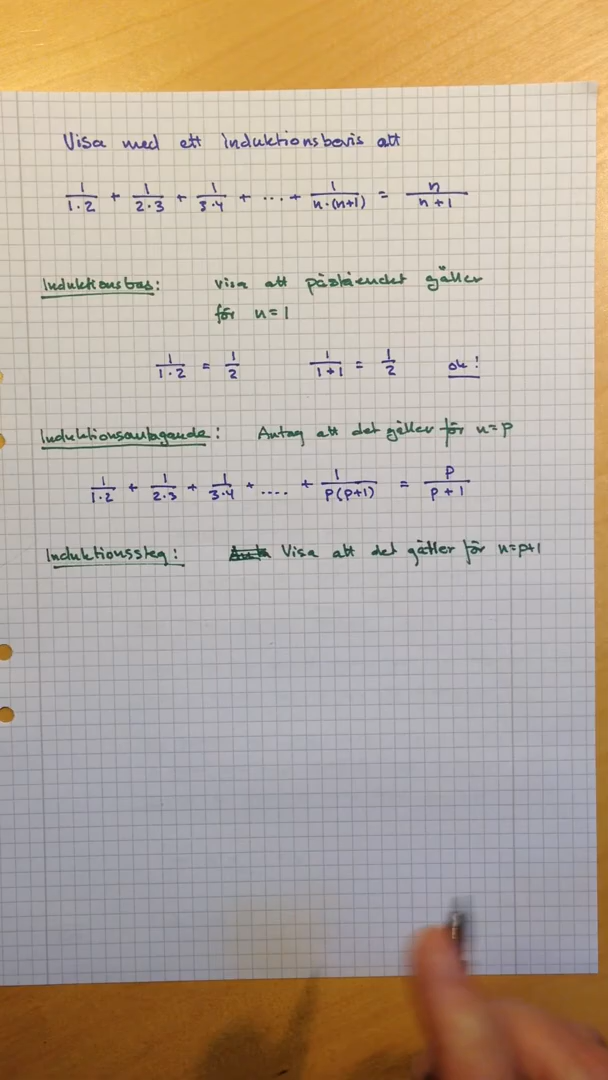 Visa med ett induktionsbevis att
1/(1·2) + 1/(2·3) + 1/(3·4) + ... + 1/(n·(n+1)) = n/(n+1)
Induktionsbas: visa att påståendet gäller
för n=1
1/(1·2) = 1/2 1/(1+1) = 1/2 ok!
Induktionsantagande: Antag att det gäller för n=p
1/(1·2) + 1/(2·3) + 1/(3·4) + .... + 1/(p(p+1)) = p/(p+1)
Induktionssteg: Visa att det gäller för n=p+1